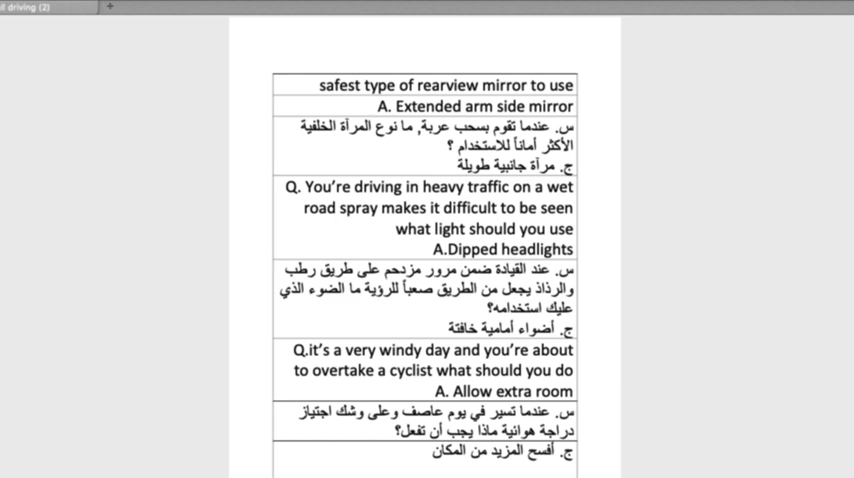 ll driving (2)
safest type of rearview mirror to use
A. Extended arm side mirror
س. عندما تقوم بسحب عربة, ما نوع المرآة الخلفية
الأكثر أماناً للاستخدام ؟
ج. مرآة جانبية طويلة
Q. You’re driving in heavy traffic on a wet
road spray makes it difficult to be seen
what light should you use
A.Dipped headlights
س. عند القيادة ضمن مرور مزدحم على طريق رطب
والرذاذ يجعل من الطريق صعباً للر�ية ما الضوء الذي
عليك استخدامه؟
ج. أضواء أمامية خافتة
Q.it’s a very windy day and you’re about
to overtake a cyclist what should you do
A. Allow extra room
س. عندما تسير في يوم عاصف وعلى وشك اجتياز
دراجة هوائية ماذا يجب أن تفعل؟
ج. أفسح المزيد من المكان